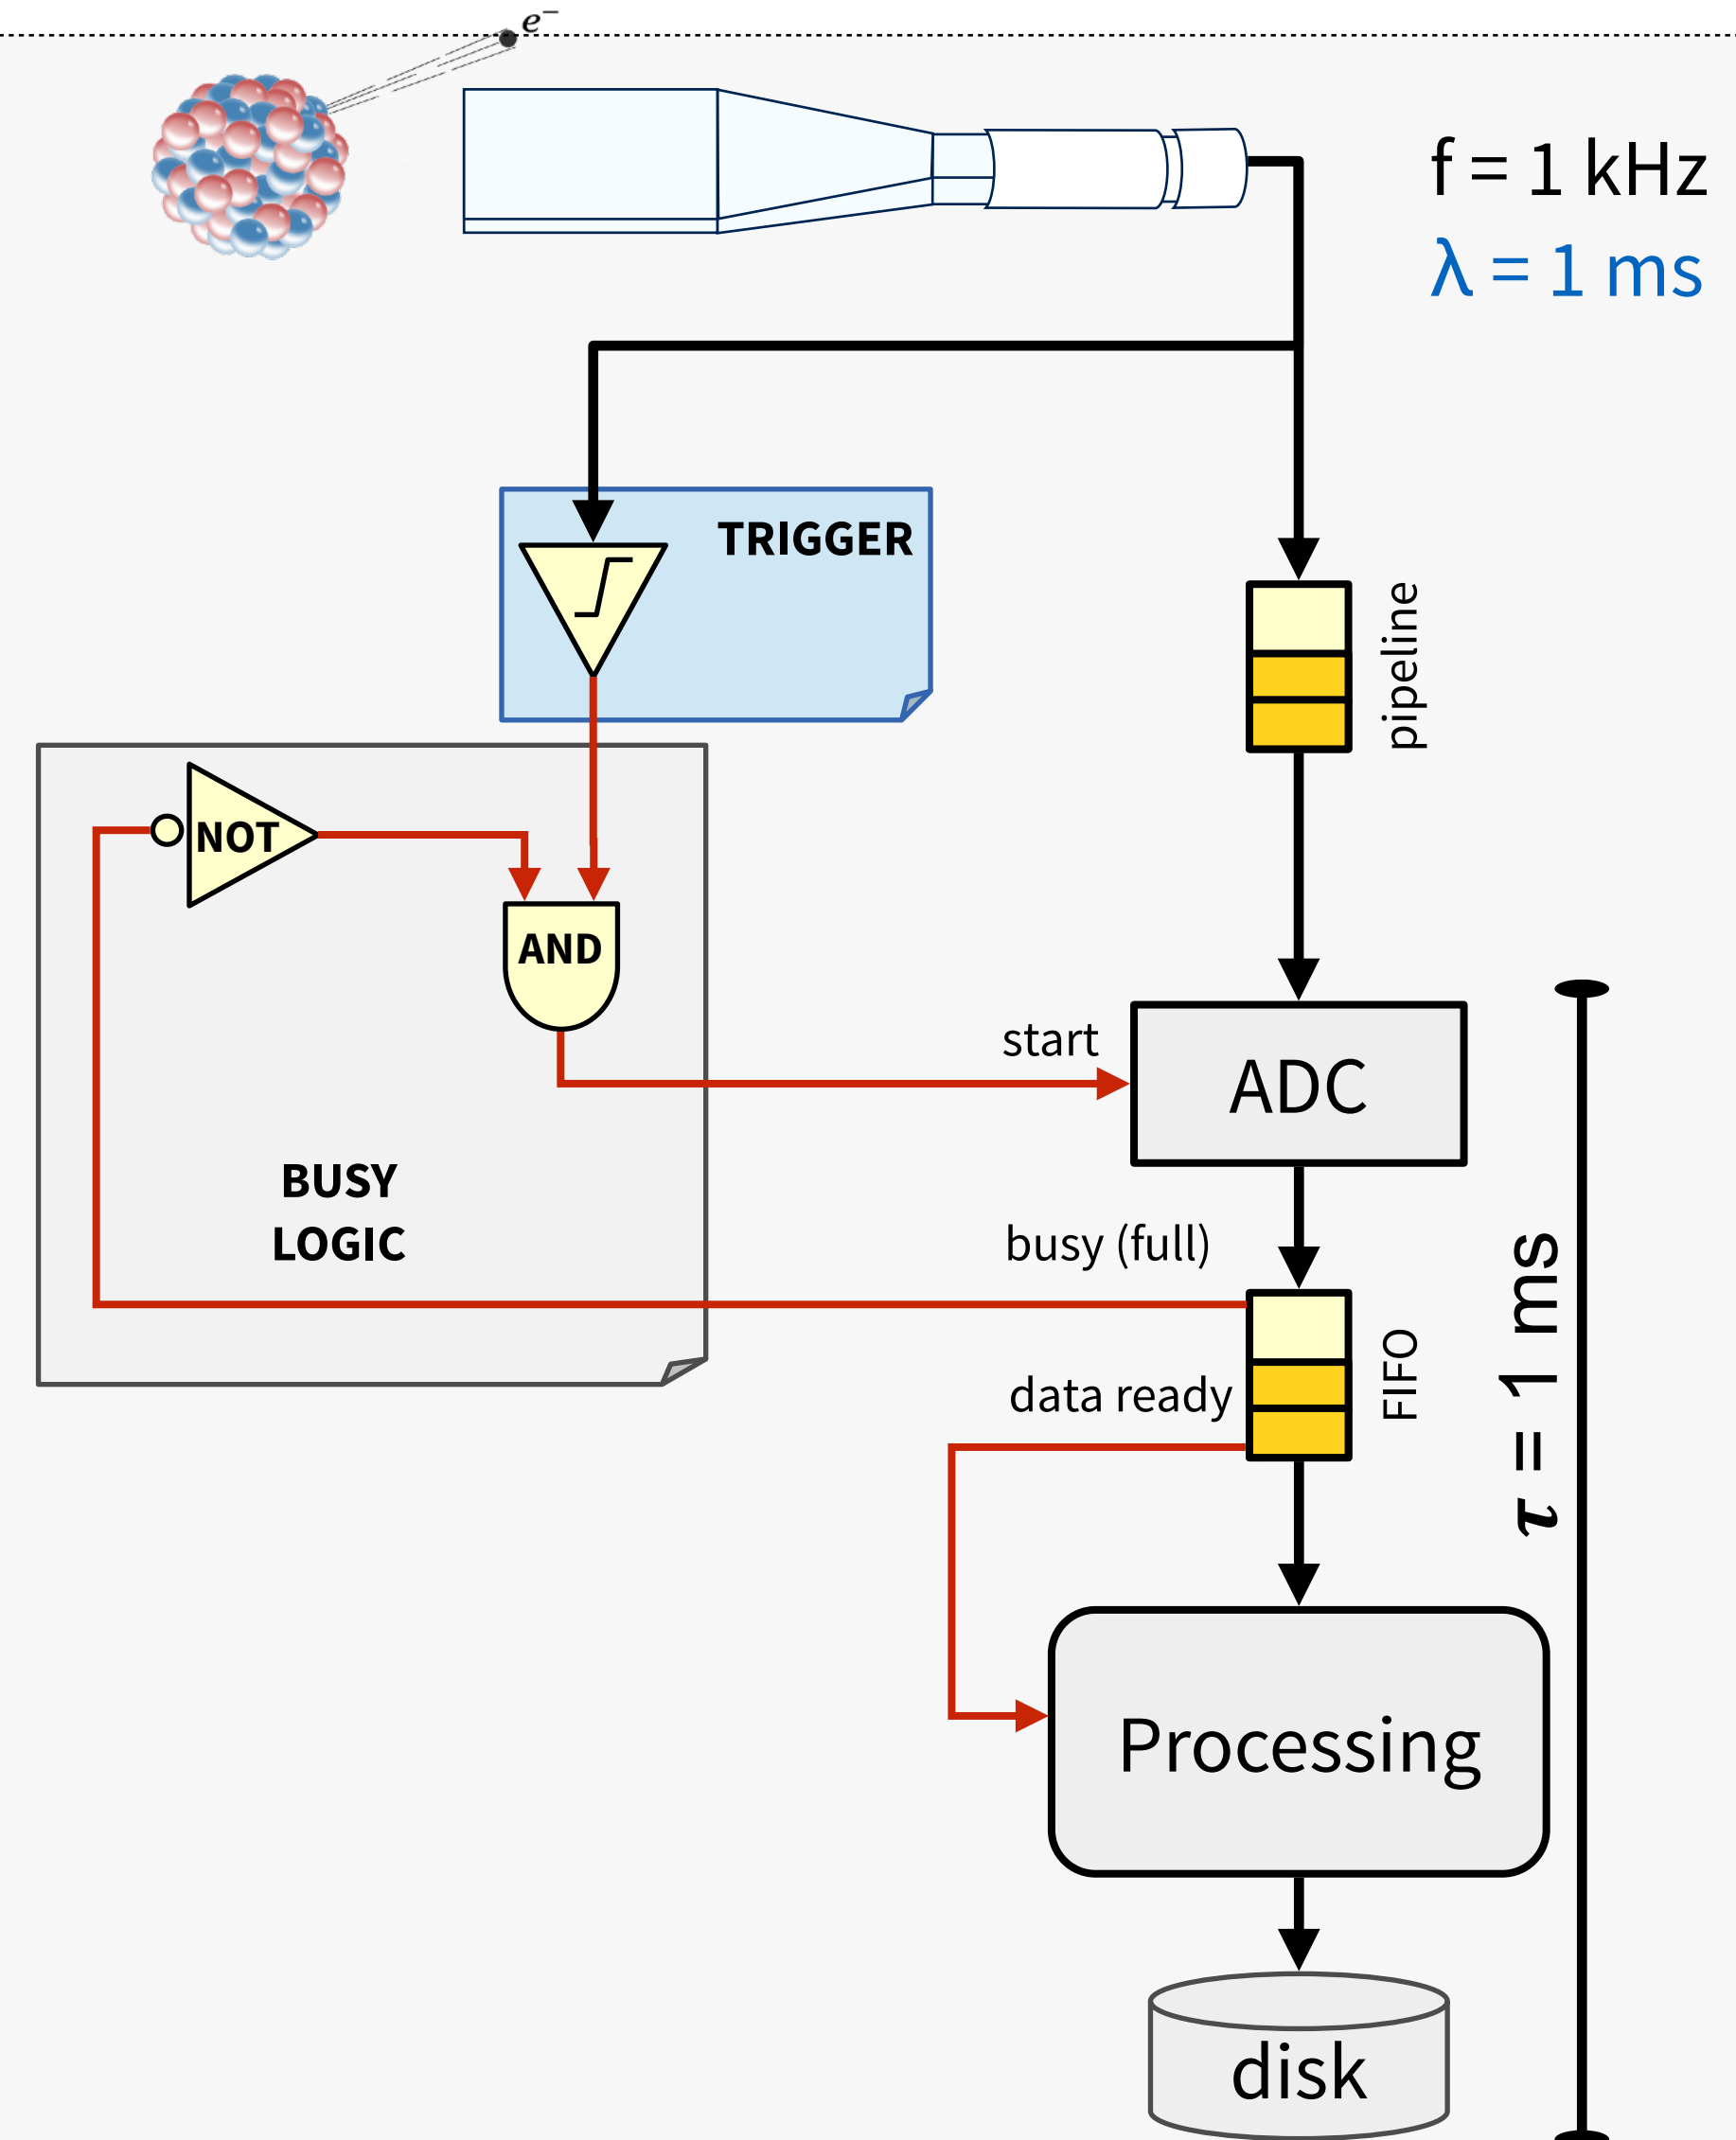 e⁻
f = 1 kHz
λ = 1 ms
TRIGGER
pipeline
NOT
AND
start
ADC
BUSY
LOGIC
busy (full)
FIFO
data ready
τ = 1 ms
Processing
disk